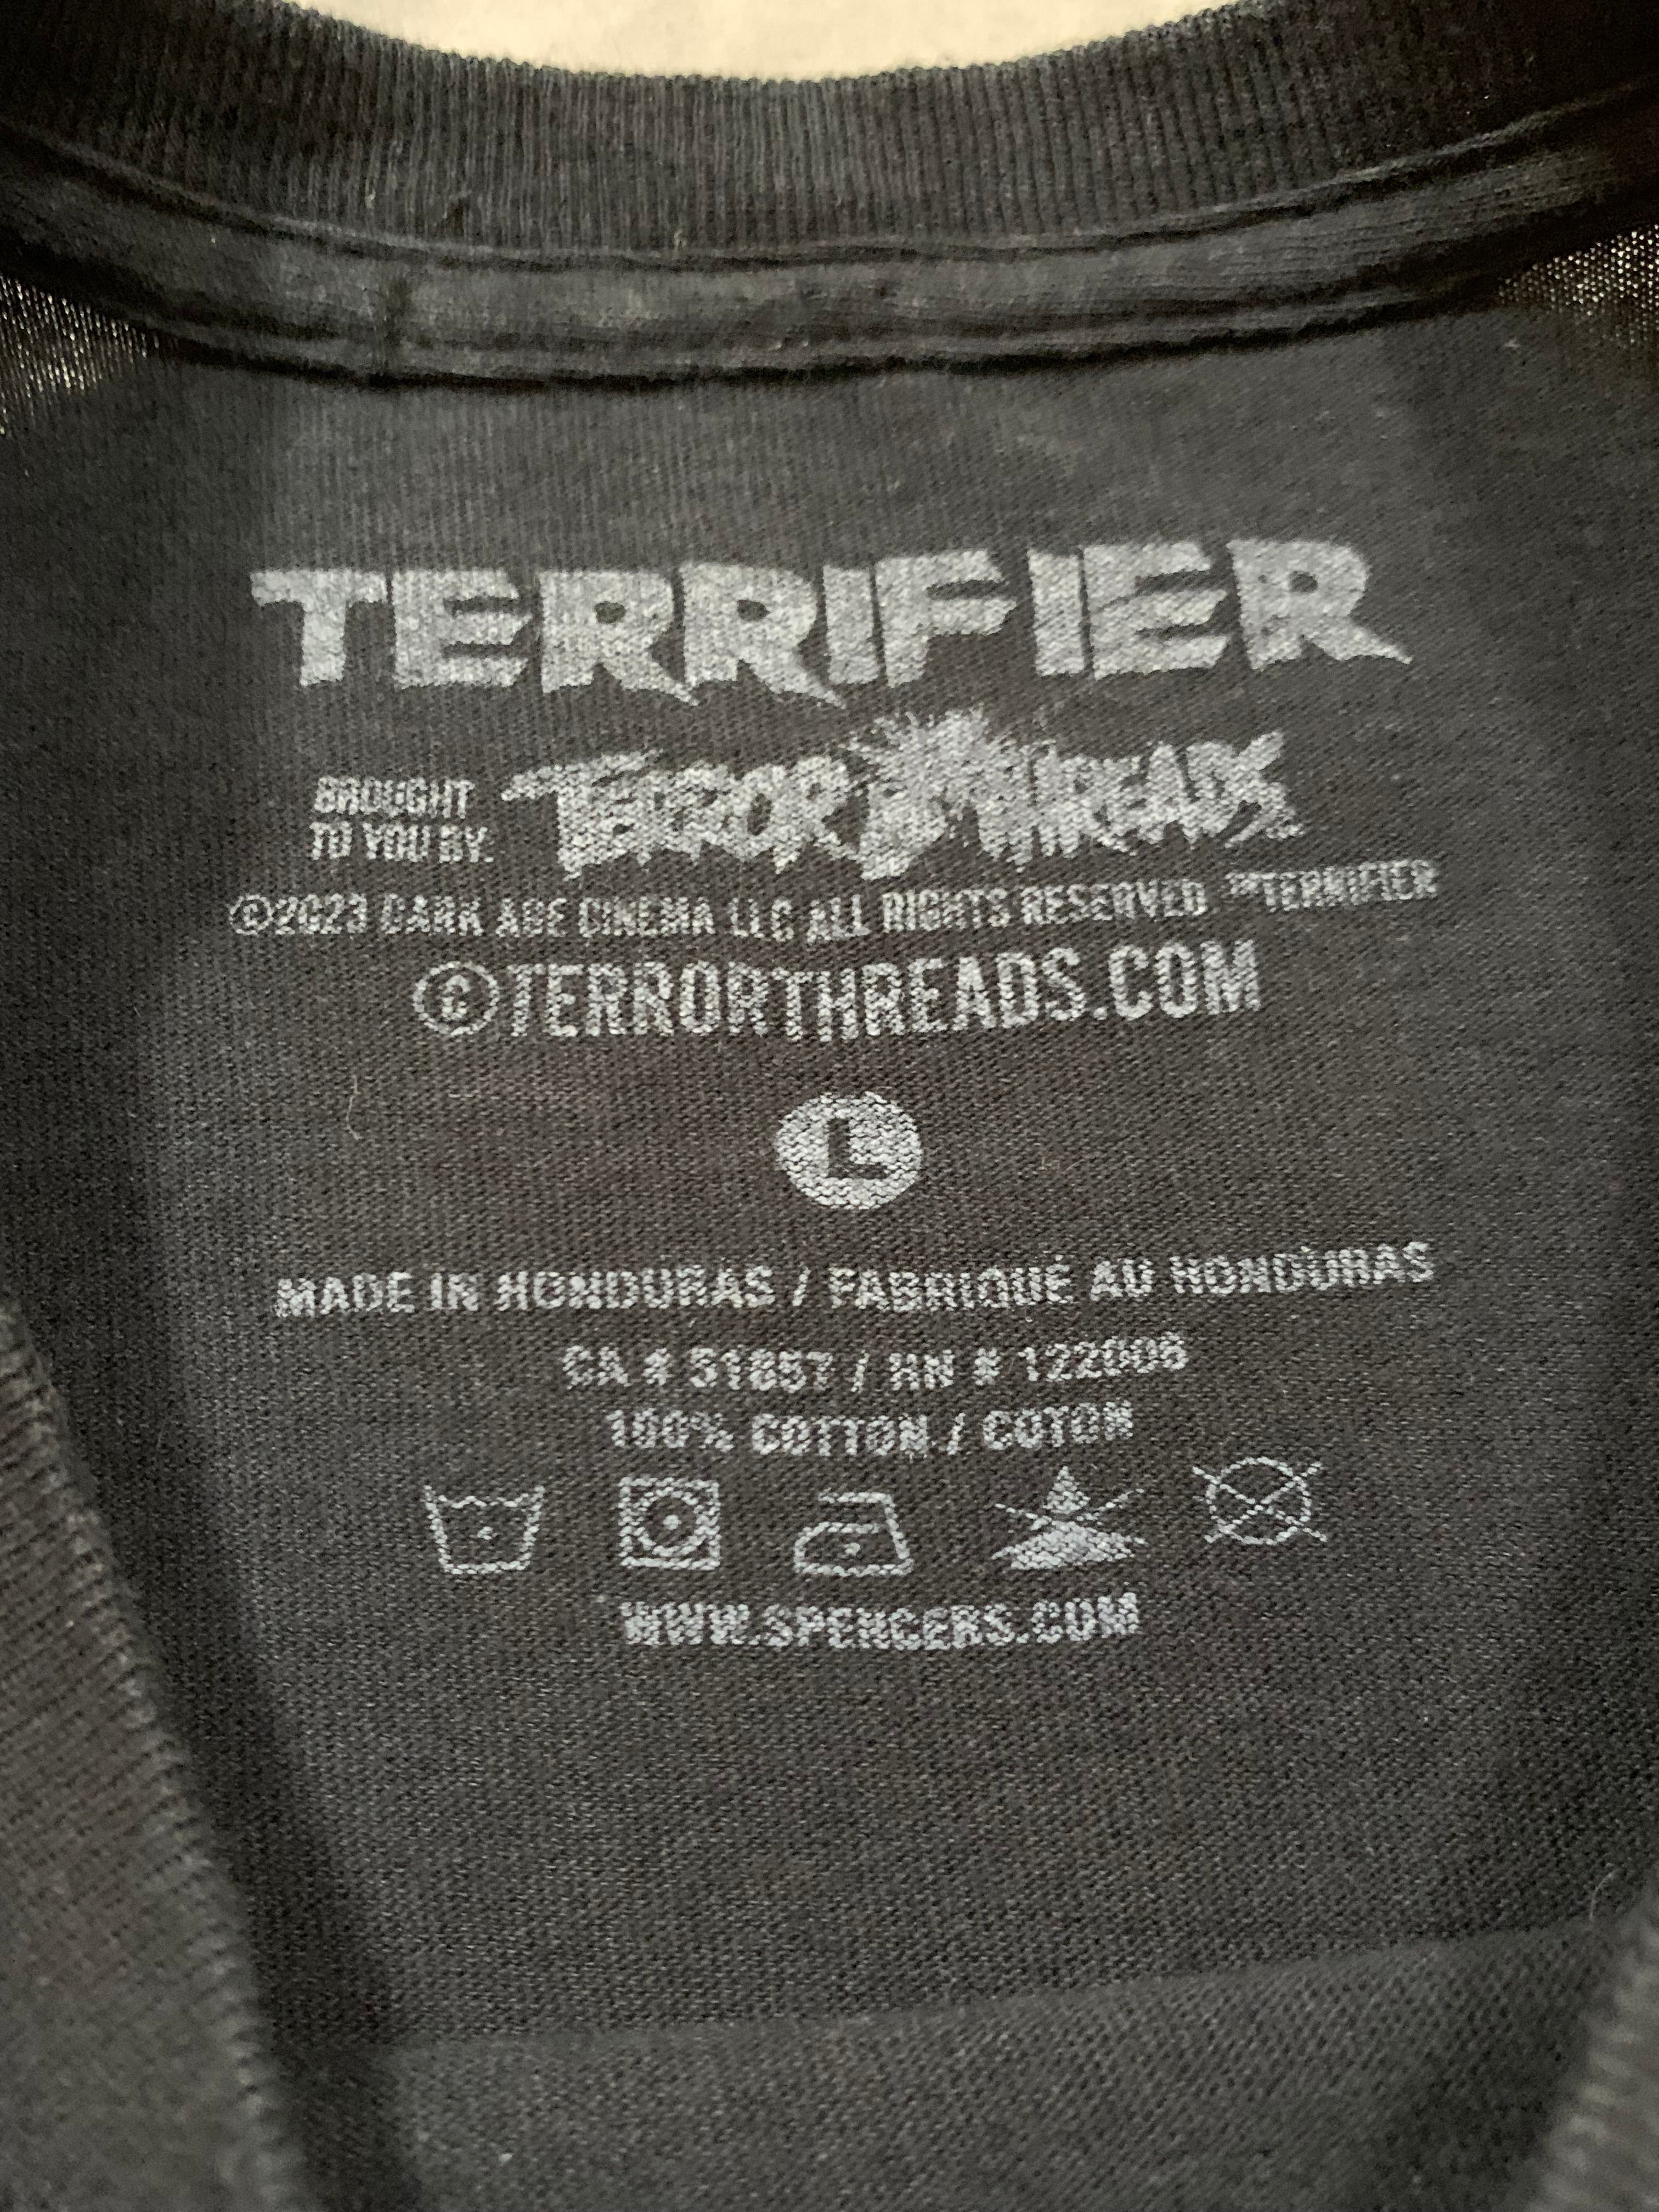 TERRIFIER
BROUGHT
TO YOU BY:
TERROR THREADS
©2023 DARK AGE CINEMA LLC ALL RIGHTS RESERVED ™TERRIFIER
©TERRORTHREADS.COM
L
MADE IN HONDURAS / FABRIQUÉ AU HONDURAS
CA # 31857 / RN # 122006
100% COTTON / COTON
WWW.SPENCERS.COM